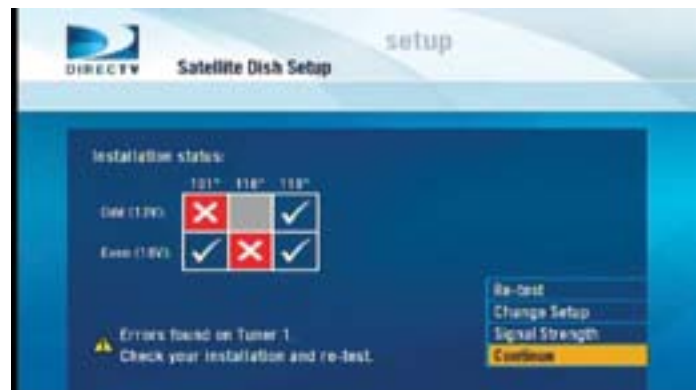 setup
DIRECTV
Satellite Dish Setup
Installation status:
101° 110° 119°
Odd (13V):
Even (18V):
Re-test
Change Setup
Signal Strength
Continue
Errors found on Tuner 1.
Check your installation and re-test.